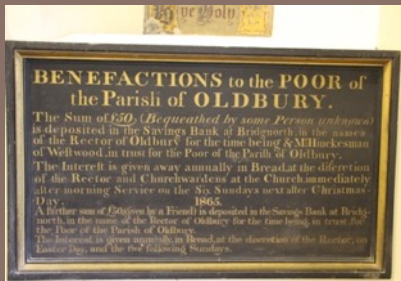 ye Holy
BENEFACTIONS to the POOR of
the Parish of OLDBURY.
The Sum of £50, (Bequeathed by some Person unknown)
is deposited in the Savings Bank at Bridgnorth, in the names
of the Rector of Oldbury for the time being & Mr Huckesman
of Westwood, in trust for the Poor of the Parish of Oldbury.
The Interest is given away annually in Bread, at the discretion
of the Rector and Churchwardens at the Church, immediately
after morning Service on the Six Sundays next after Christmas
Day. 1865.
A further sum of £50 (given by a Friend) is deposited in the Savings Bank at Bridg-
north, in the name of the Rector of Oldbury for the time being, in trust for
the Poor of the Parish of Oldbury.
The Interest is given annually, in Bread, at the discretion of the Rector, on
Easter Day, and the five following Sundays.